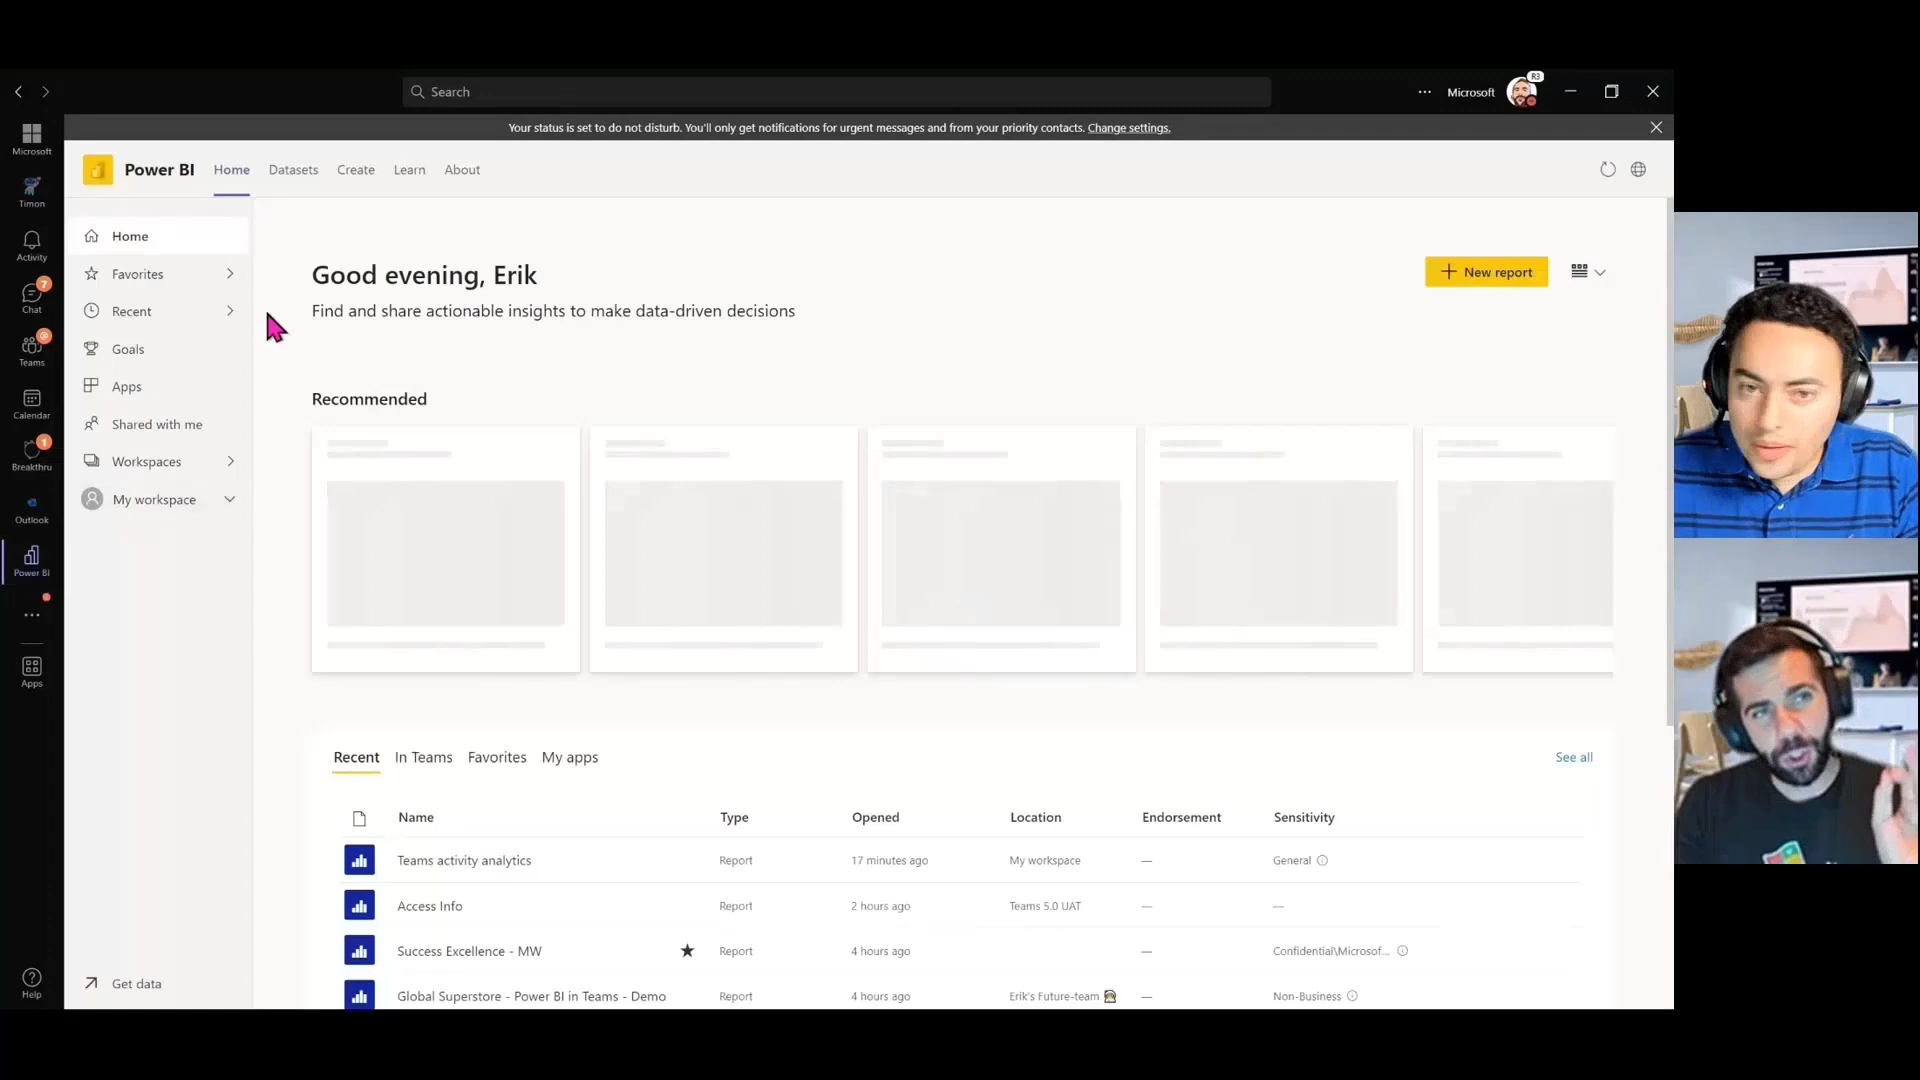 Search
Microsoft
R3
Your status is set to do not disturb. You'll only get notifications for urgent messages and from your priority contacts. Change settings.
Microsoft
Timon
Activity
7
Chat
@
Teams
Calendar
1
Breakthru
Outlook
Power BI
Apps
Help
Power BI
Home
Datasets
Create
Learn
About
Home
Favorites
Recent
Goals
Apps
Shared with me
Workspaces
My workspace
Get data
Good evening, Erik
Find and share actionable insights to make data-driven decisions
New report
Recommended
Recent In Teams Favorites My apps
See all
Name Type Opened Location Endorsement Sensitivity
Teams activity analytics Report 17 minutes ago My workspace — General
Access Info Report 2 hours ago Teams 5.0 UAT — —
Success Excellence - MW ★ Report 4 hours ago — Confidential\Microsof...
Global Superstore - Power BI in Teams - Demo Report 4 hours ago Erik's Future-team — Non-Business